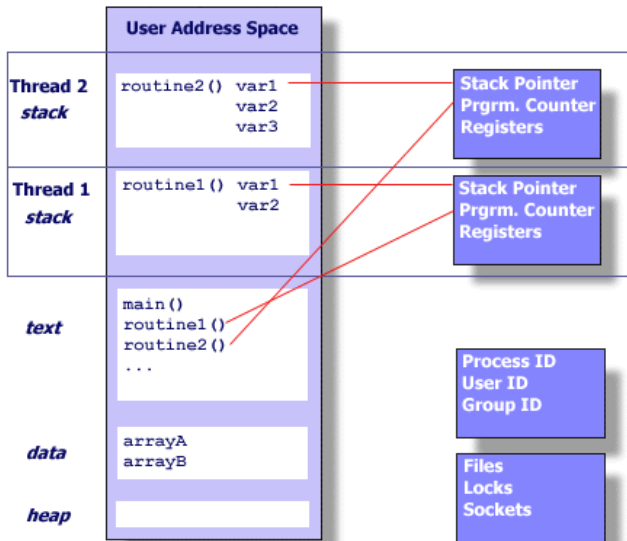 User Address Space
Thread 2
stack
routine2() var1
var2
var3
Stack Pointer
Prgrm. Counter
Registers
Thread 1
stack
routine1() var1
var2
Stack Pointer
Prgrm. Counter
Registers
text
main()
routine1()
routine2()
...
Process ID
User ID
Group ID
data
arrayA
arrayB
Files
Locks
Sockets
heap